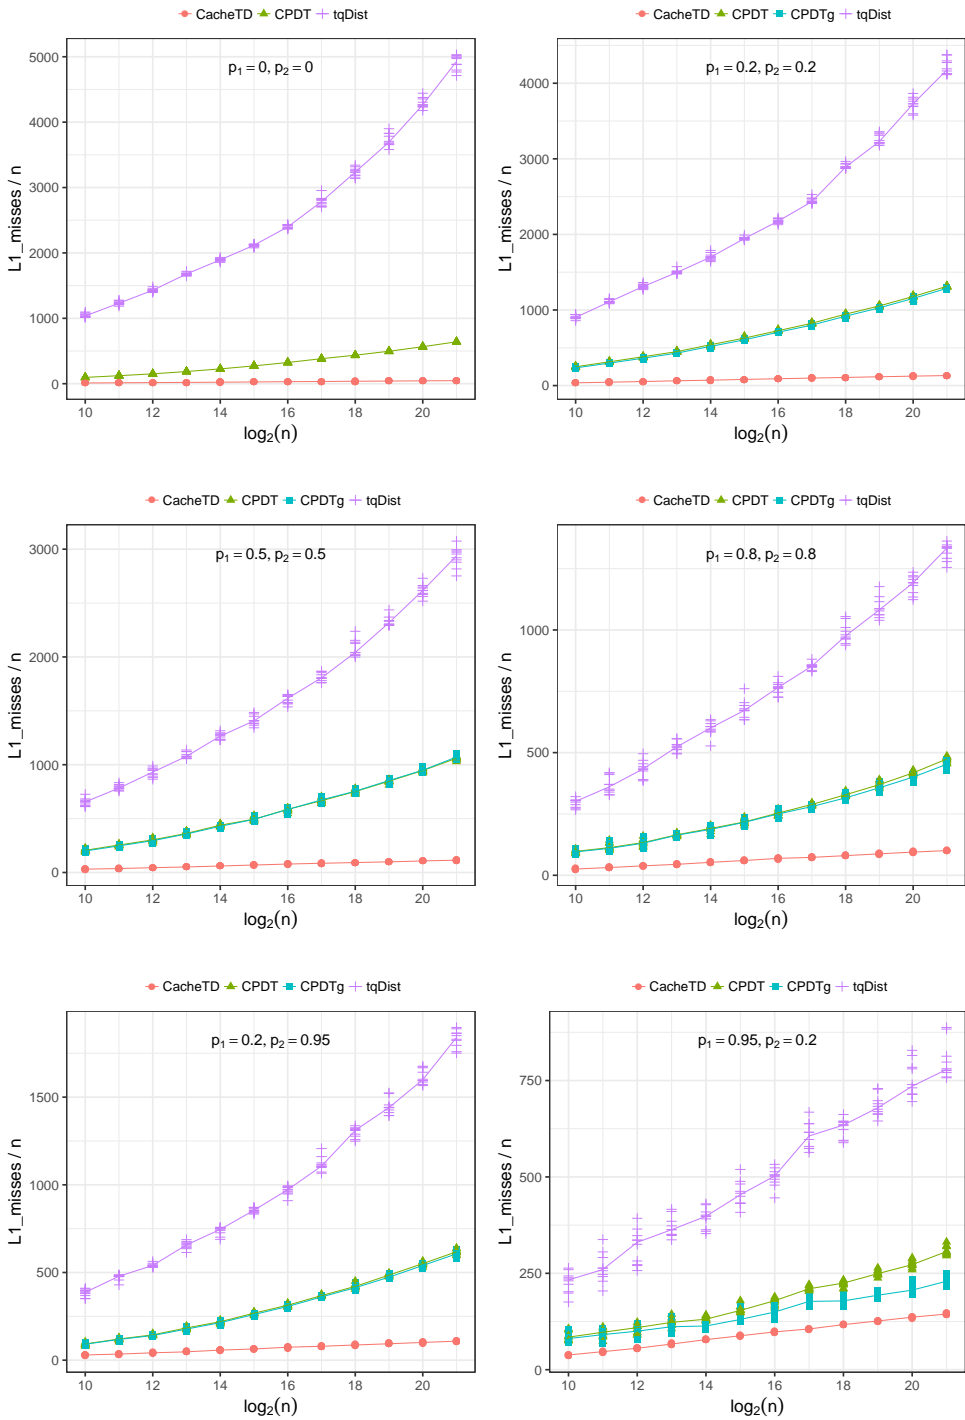 CacheTD CPDT tqDist
p1 = 0, p2 = 0
L1_misses / n
5000
4000
3000
2000
1000
0
10 12 14 16 18 20
log2(n)
CacheTD CPDT CPDTg tqDist
p1 = 0.2, p2 = 0.2
L1_misses / n
4000
3000
2000
1000
0
10 12 14 16 18 20
log2(n)
CacheTD CPDT CPDTg tqDist
p1 = 0.5, p2 = 0.5
L1_misses / n
3000
2000
1000
0
10 12 14 16 18 20
log2(n)
CacheTD CPDT CPDTg tqDist
p1 = 0.8, p2 = 0.8
L1_misses / n
1000
500
0
10 12 14 16 18 20
log2(n)
CacheTD CPDT CPDTg tqDist
p1 = 0.2, p2 = 0.95
L1_misses / n
1500
1000
500
0
10 12 14 16 18 20
log2(n)
CacheTD CPDT CPDTg tqDist
p1 = 0.95, p2 = 0.2
L1_misses / n
750
500
250
0
10 12 14 16 18 20
log2(n)